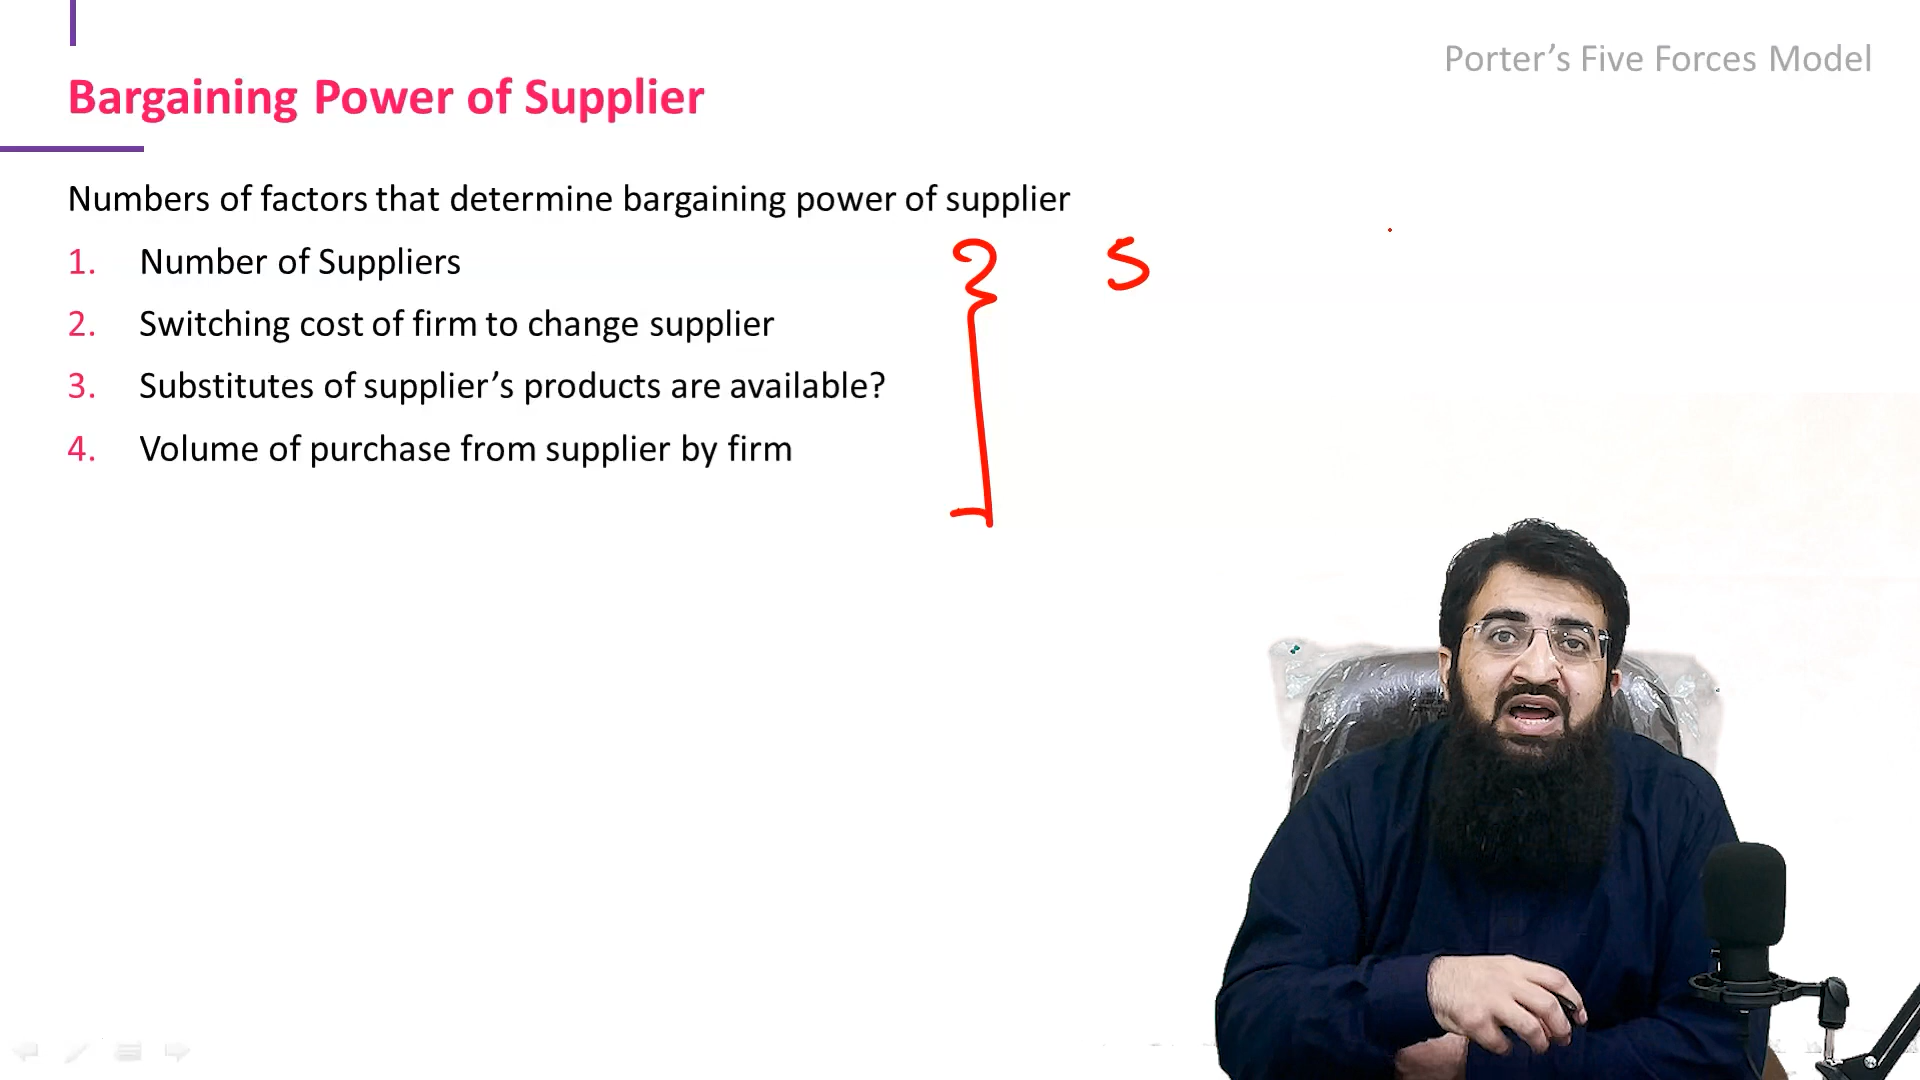 Porter’s Five Forces Model
Bargaining Power of Supplier
Numbers of factors that determine bargaining power of supplier
1. Number of Suppliers
2. Switching cost of firm to change supplier
3. Substitutes of supplier’s products are available?
4. Volume of purchase from supplier by firm
S